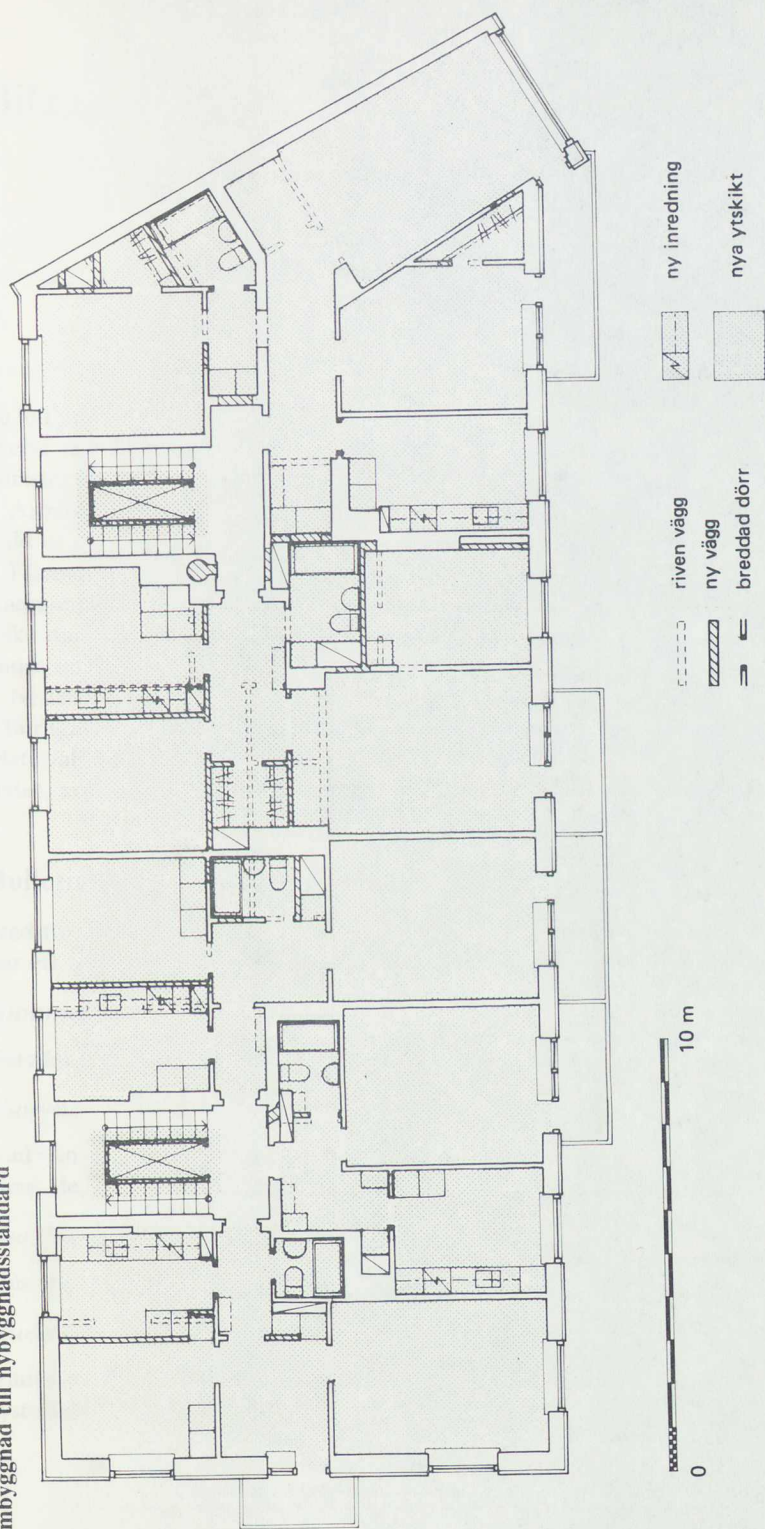 mbyggnad till nybyggnadsstandard
0
10 m
riven vägg
ny vägg
breddad dörr
ny inredning
nya ytskikt